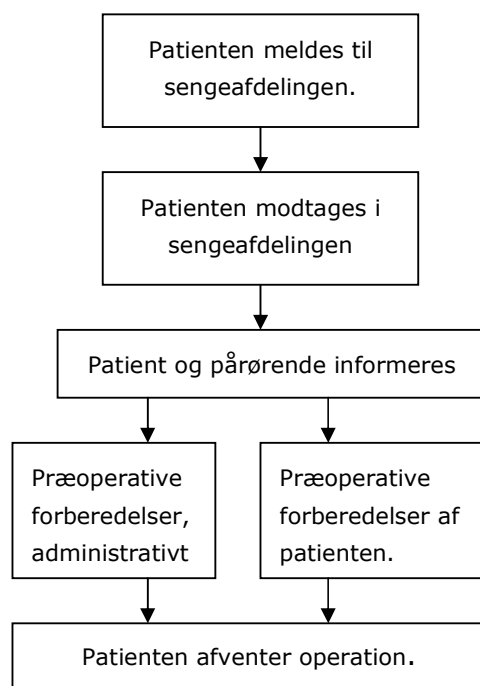 Patienten meldes til
sengeafdelingen.
Patienten modtages i
sengeafdelingen
Patient og pårørende informeres
Præoperative
forberedelser,
administrativt
Præoperative
forberedelser af
patienten.
Patienten afventer operation.